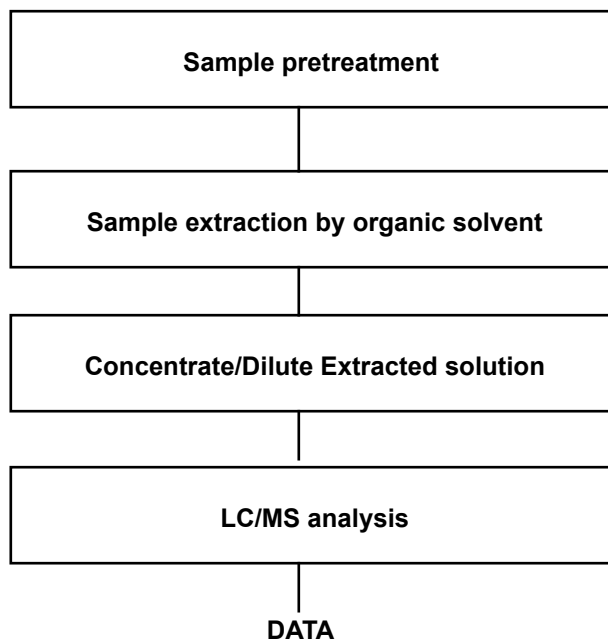 Sample pretreatment
Sample extraction by organic solvent
Concentrate/Dilute Extracted solution
LC/MS analysis
DATA